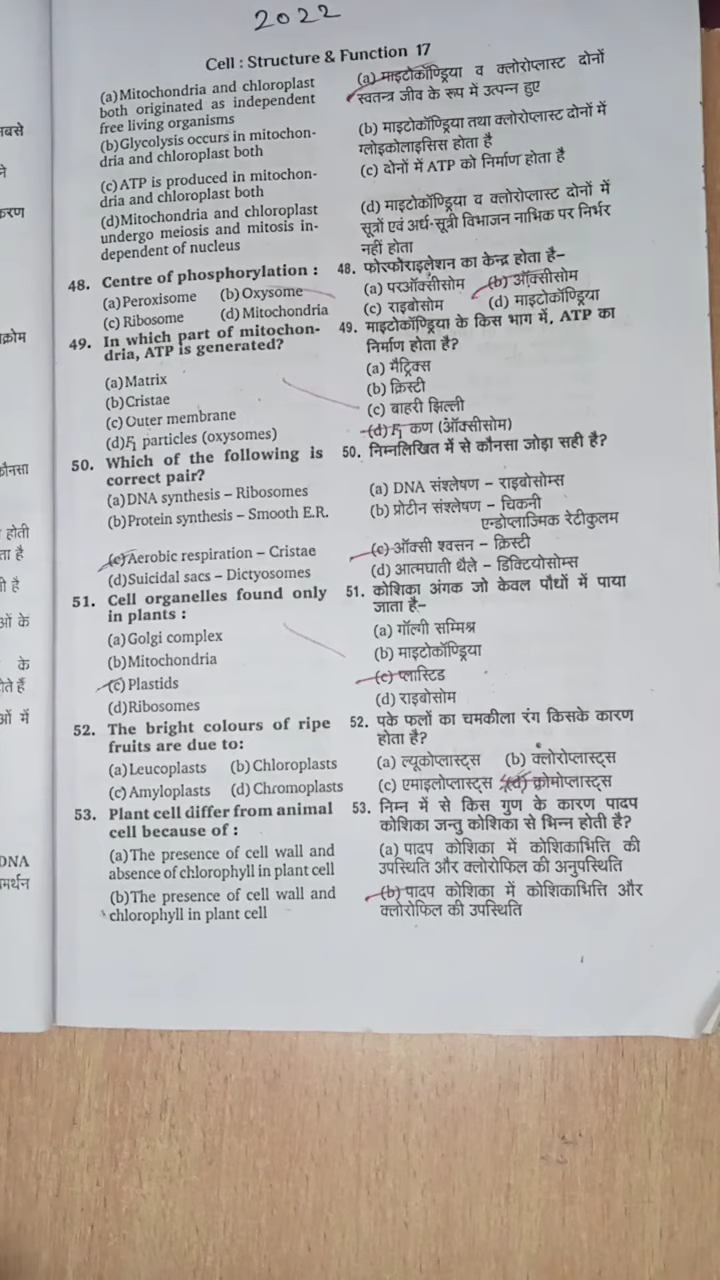 2022
Cell : Structure & Function 17
(a)Mitochondria and chloroplast
both originated as independent
free living organisms
(b)Glycolysis occurs in mitochon-
dria and chloroplast both
(c)ATP is produced in mitochon-
dria and chloroplast both
(d)Mitochondria and chloroplast
undergo meiosis and mitosis in-
dependent of nucleus
48. Centre of phosphorylation :
(a)Peroxisome (b)Oxysome
(c) Ribosome (d)Mitochondria
49. In which part of mitochon-
dria, ATP is generated?
(a)Matrix
(b)Cristae
(c)Outer membrane
(d)F₁ particles (oxysomes)
50. Which of the following is
correct pair?
(a)DNA synthesis – Ribosomes
(b)Protein synthesis – Smooth E.R.
(c)Aerobic respiration – Cristae
(d)Suicidal sacs – Dictyosomes
51. Cell organelles found only
in plants :
(a)Golgi complex
(b)Mitochondria
(c)Plastids
(d)Ribosomes
52. The bright colours of ripe
fruits are due to:
(a)Leucoplasts (b)Chloroplasts
(c)Amyloplasts (d)Chromoplasts
53. Plant cell differ from animal
cell because of :
(a)The presence of cell wall and
absence of chlorophyll in plant cell
(b)The presence of cell wall and
chlorophyll in plant cell
(a) माइटोकॉण्ड्रिया व क्लोरोप्लास्ट दोनों
स्वतन्त्र जीव के रूप में उत्पन्न हुए
(b) माइटोकॉण्ड्रिया तथा क्लोरोप्लास्ट दोनों में
ग्लोइकोलाइसिस होता है
(c) दोनों में ATP को निर्माण होता है
(d) माइटोकॉण्ड्रिया व क्लोरोप्लास्ट दोनों में
सूत्रों एवं अर्ध-सूत्री विभाजन नाभिक पर निर्भर
नहीं होता
48. फोस्फोराइलेशन का केन्द्र होता है–
(a) परऑक्सीसोम (b) ऑक्सीसोम
(c) राइबोसोम (d) माइटोकॉण्ड्रिया
49. माइटोकॉण्ड्रिया के किस भाग में, ATP का
निर्माण होता है?
(a) मैट्रिक्स
(b) क्रिस्टी
(c) बाहरी झिल्ली
(d) F₁ कण (ऑक्सीसोम)
50. निम्नलिखित में से कौनसा जोड़ा सही है?
(a) DNA संश्लेषण – राइबोसोम्स
(b) प्रोटीन संश्लेषण – चिकनी
एन्डोप्लाज्मिक रेटीकुलम
(c) ऑक्सी श्वसन – क्रिस्टी
(d) आत्मघाती थैले – डिक्टियोसोम्स
51. कोशिका अंगक जो केवल पौधों में पाया
जाता है–
(a) गॉल्गी सम्मिश्र
(b) माइटोकॉण्ड्रिया
(c) प्लास्टिड
(d) राइबोसोम
52. पके फलों का चमकीला रंग किसके कारण
होता है?
(a) ल्यूकोप्लास्ट्स (b) क्लोरोप्लास्ट्स
(c) एमाइलोप्लास्ट्स (d) क्रोमोप्लास्ट्स
53. निम्न में से किस गुण के कारण पादप
कोशिका जन्तु कोशिका से भिन्न होती है?
(a) पादप कोशिका में कोशिकाभित्ति की
उपस्थिति और क्लोरोफिल की अनुपस्थिति
(b) पादप कोशिका में कोशिकाभित्ति और
क्लोरोफिल की उपस्थिति